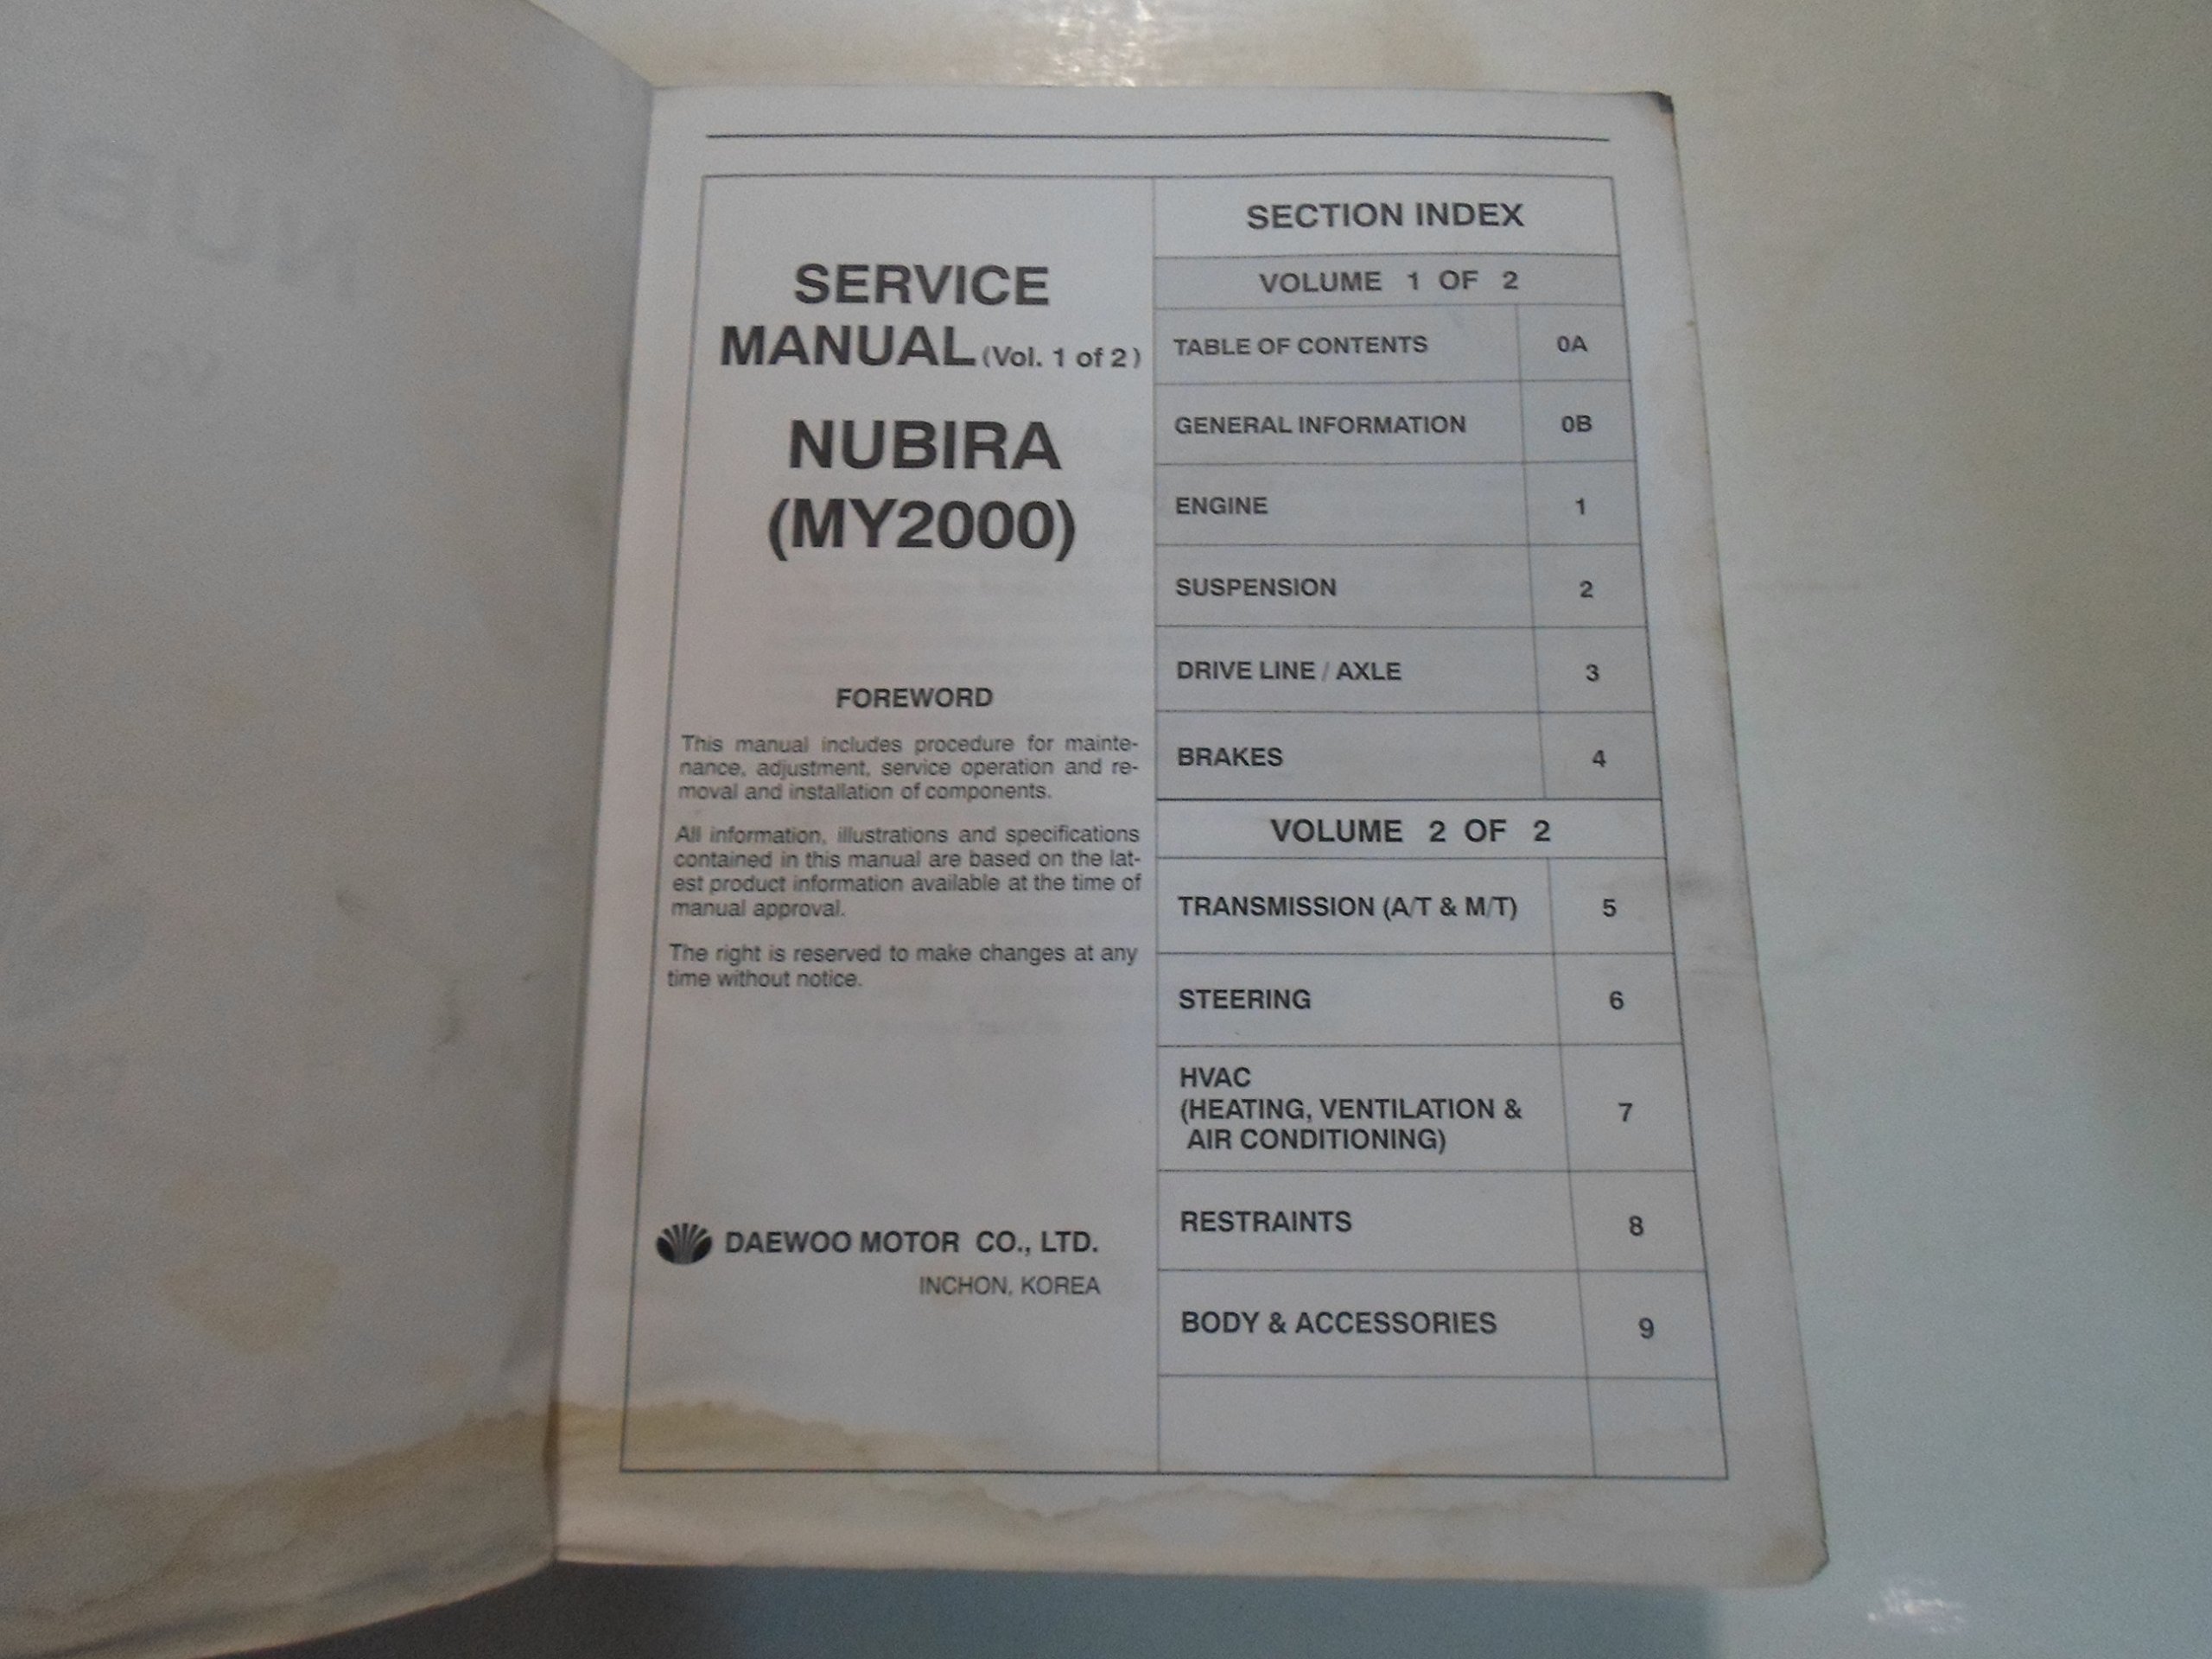 SERVICE
MANUAL (Vol. 1 of 2)
NUBIRA
(MY2000)
FOREWORD
This manual includes procedure for mainte-
nance, adjustment, service operation and re-
moval and installation of components.
All information, illustrations and specifications
contained in this manual are based on the lat-
est product information available at the time of
manual approval.
The right is reserved to make changes at any
time without notice.
DAEWOO MOTOR CO., LTD.
INCHON, KOREA
SECTION INDEX
VOLUME 1 OF 2
TABLE OF CONTENTS 0A
GENERAL INFORMATION 0B
ENGINE 1
SUSPENSION 2
DRIVE LINE / AXLE 3
BRAKES 4
VOLUME 2 OF 2
TRANSMISSION (A/T & M/T) 5
STEERING 6
HVAC
(HEATING, VENTILATION & 7
AIR CONDITIONING)
RESTRAINTS 8
BODY & ACCESSORIES 9